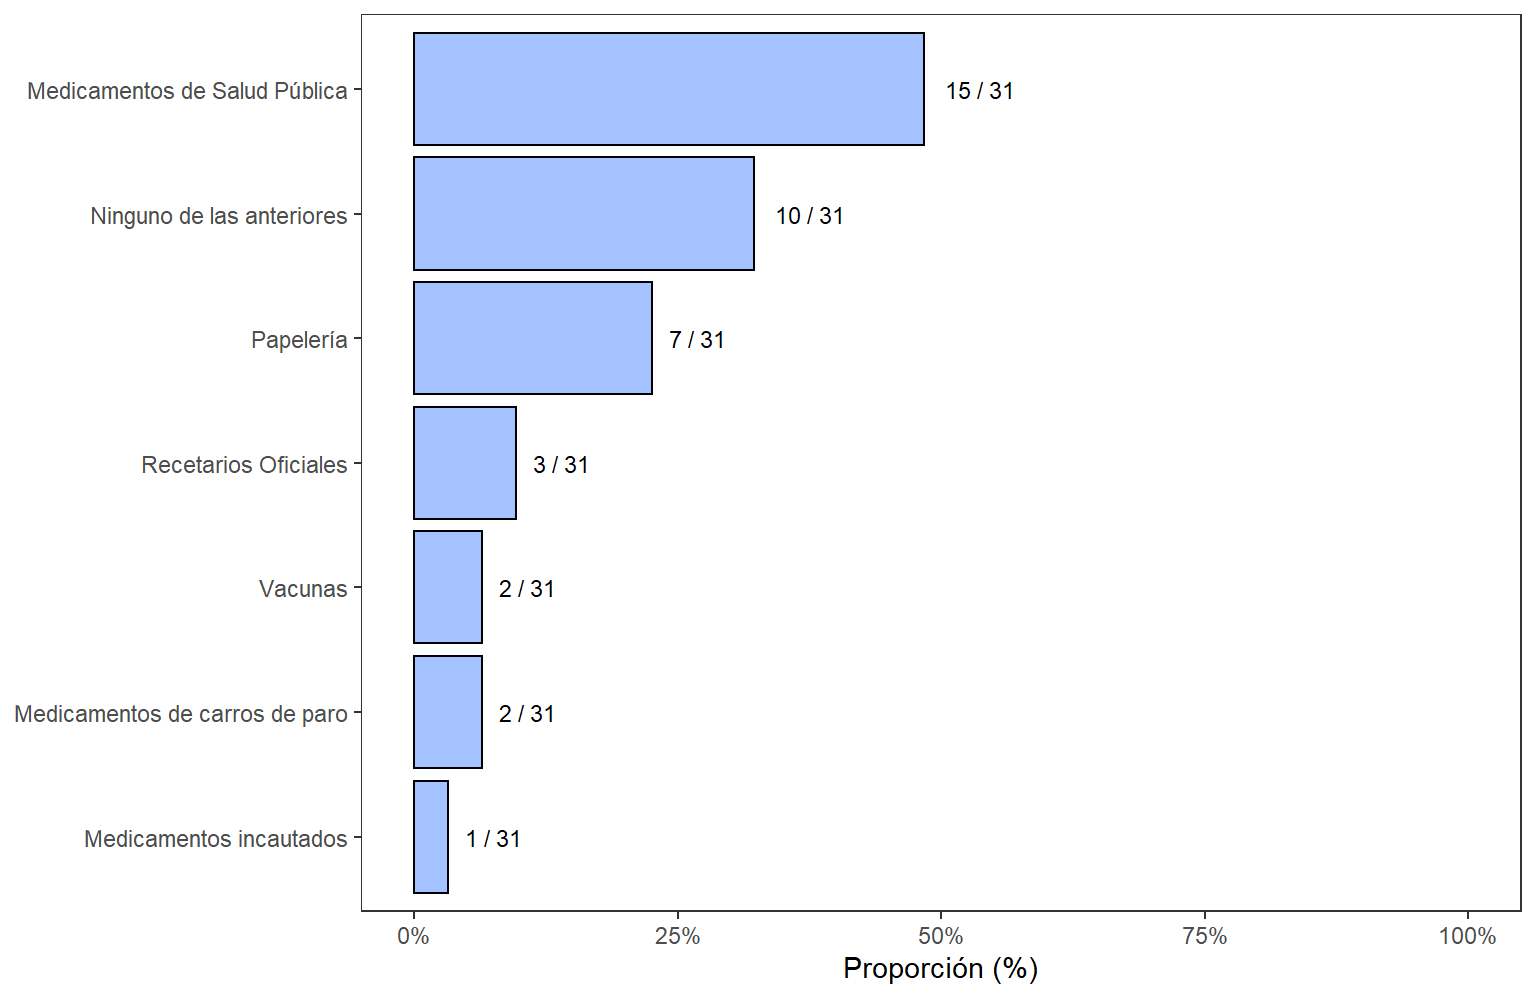 Medicamentos de Salud Pública
15 / 31
Ninguno de las anteriores
10 / 31
Papelería
7 / 31
Recetarios Oficiales
3 / 31
Vacunas
2 / 31
Medicamentos de carros de paro
2 / 31
Medicamentos incautados
1 / 31
0%
25%
50%
75%
100%
Proporción (%)